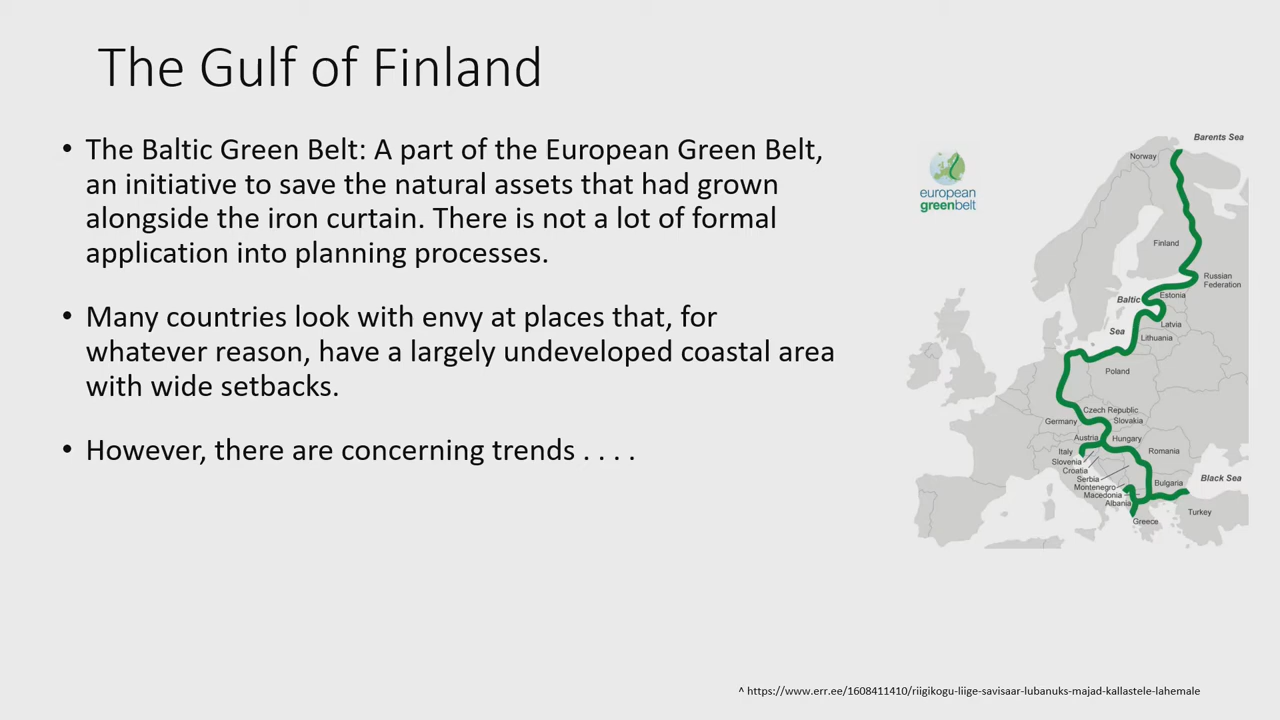 The Gulf of Finland
• The Baltic Green Belt: A part of the European Green Belt,
an initiative to save the natural assets that had grown
alongside the iron curtain. There is not a lot of formal
application into planning processes.
• Many countries look with envy at places that, for
whatever reason, have a largely undeveloped coastal area
with wide setbacks.
• However, there are concerning trends . . . .
european
greenbelt
Barents Sea
Norway
Finland
Russian
Federation
Estonia
Baltic
Sea
Latvia
Lithuania
Poland
Czech Republic
Germany
Slovakia
Austria
Hungary
Italy
Romania
Slovenia
Croatia
Serbia
Black Sea
Bulgaria
Montenegro
Macedonia
Albania
Turkey
Greece
^ https://www.err.ee/1608411410/riigikogu-liige-savisaar-lubanuks-majad-kallastele-lahemale